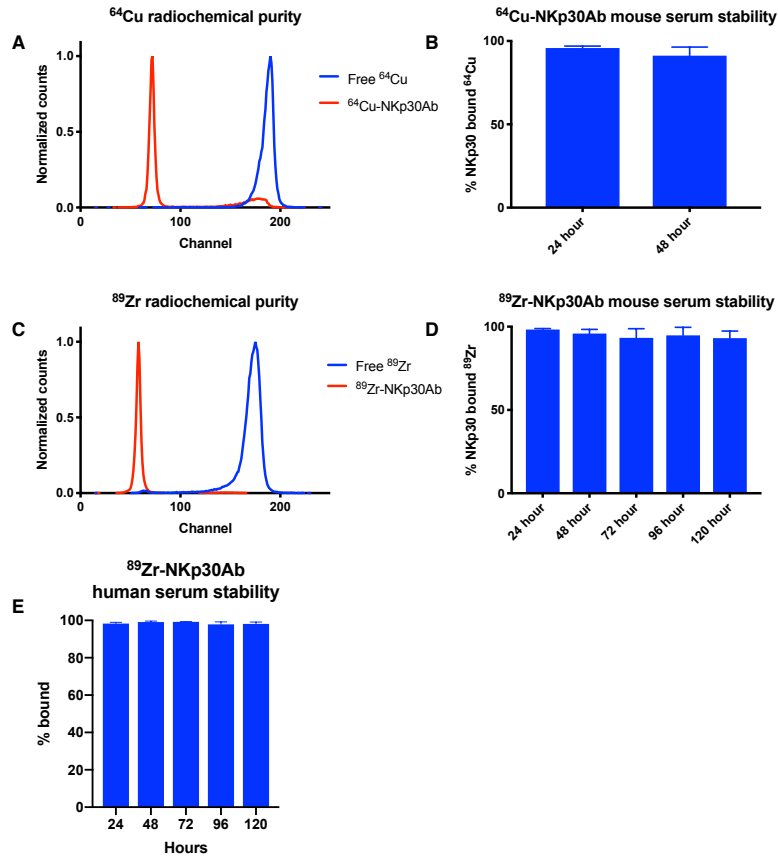 A
⁶⁴Cu radiochemical purity
Normalized counts
1.0
0.5
0.0
0
100
200
Channel
Free ⁶⁴Cu
⁶⁴Cu-NKp30Ab
B
⁶⁴Cu-NKp30Ab mouse serum stability
% NKp30 bound ⁶⁴Cu
100
50
0
24 hour
48 hour
C
⁸⁹Zr radiochemical purity
Normalized counts
1.0
0.5
0.0
0
100
200
Channel
Free ⁸⁹Zr
⁸⁹Zr-NKp30Ab
D
⁸⁹Zr-NKp30Ab mouse serum stability
% NKp30 bound ⁸⁹Zr
100
50
0
24 hour
48 hour
72 hour
96 hour
120 hour
E
⁸⁹Zr-NKp30Ab
human serum stability
% bound
100
80
60
40
20
0
24
48
72
96
120
Hours